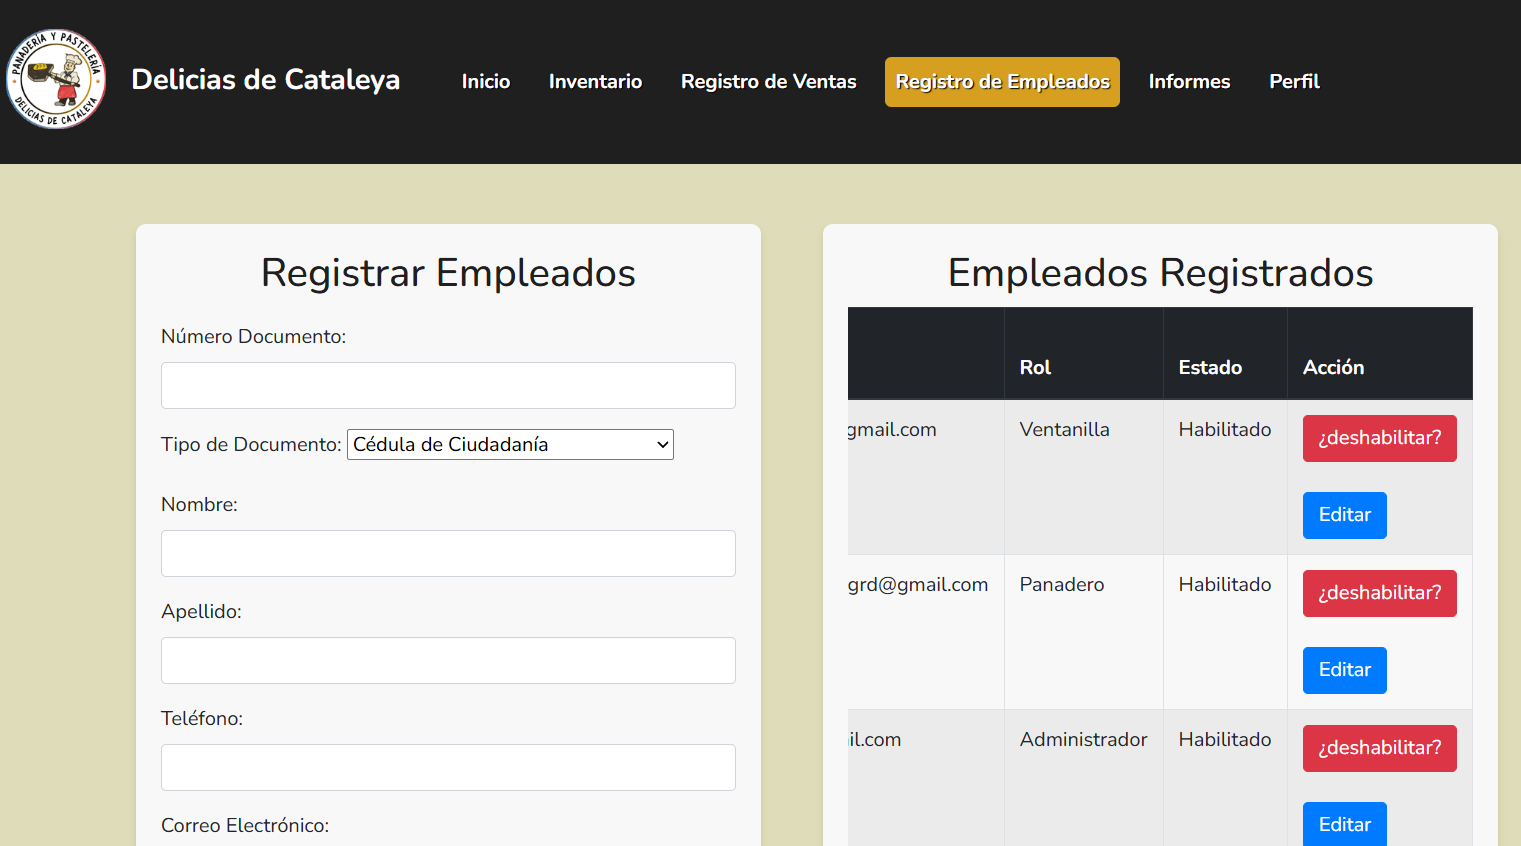 PANADERÍA Y PASTELERÍA
DELICIAS DE CATALEYA
Delicias de Cataleya
Inicio
Inventario
Registro de Ventas
Registro de Empleados
Informes
Perfil
Registrar Empleados
Número Documento:
Tipo de Documento: Cédula de Ciudadanía
Nombre:
Apellido:
Teléfono:
Correo Electrónico:
Empleados Registrados
Rol Estado Acción
gmail.com Ventanilla Habilitado ¿deshabilitar?
Editar
grd@gmail.com Panadero Habilitado ¿deshabilitar?
Editar
il.com Administrador Habilitado ¿deshabilitar?
Editar